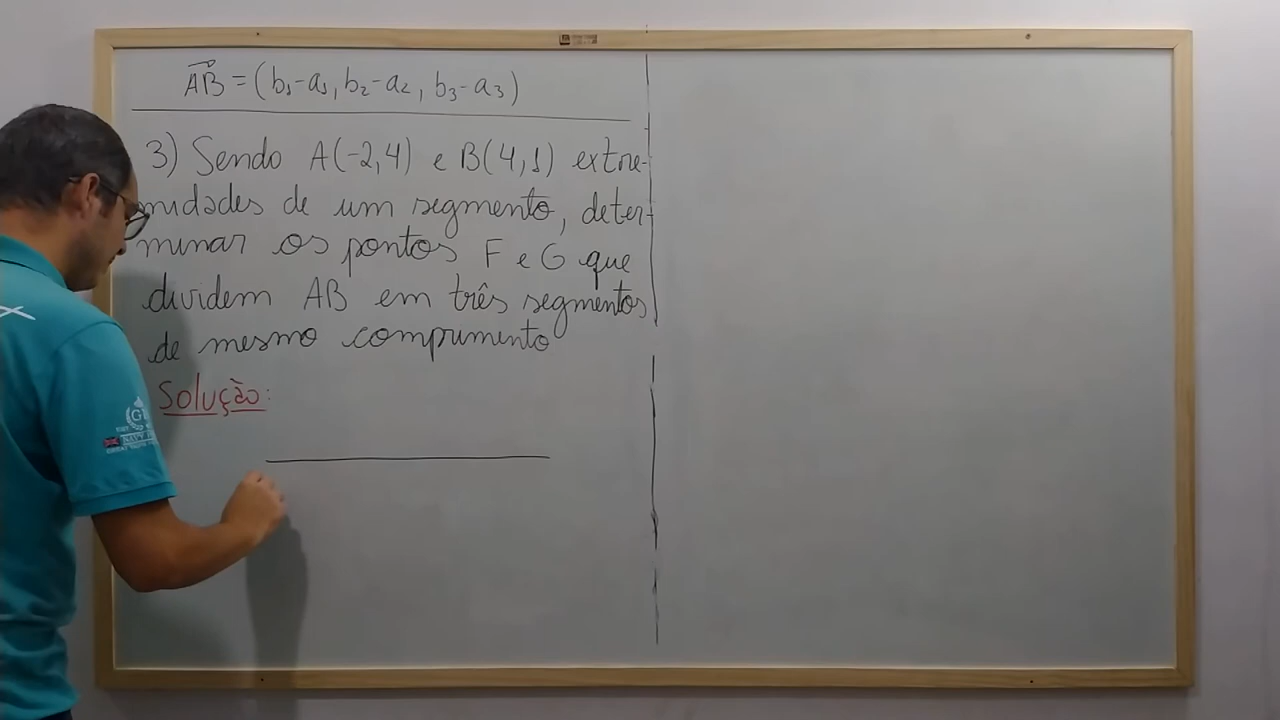 AB = (b₁-a₁, b₂-a₂, b₃-a₃)
3) Sendo A(-2,4) e B(4,1) extre-
midades de um segmento, deter-
minar os pontos F e G que
dividem AB em três segmentos
de mesmo comprimento
Solução: